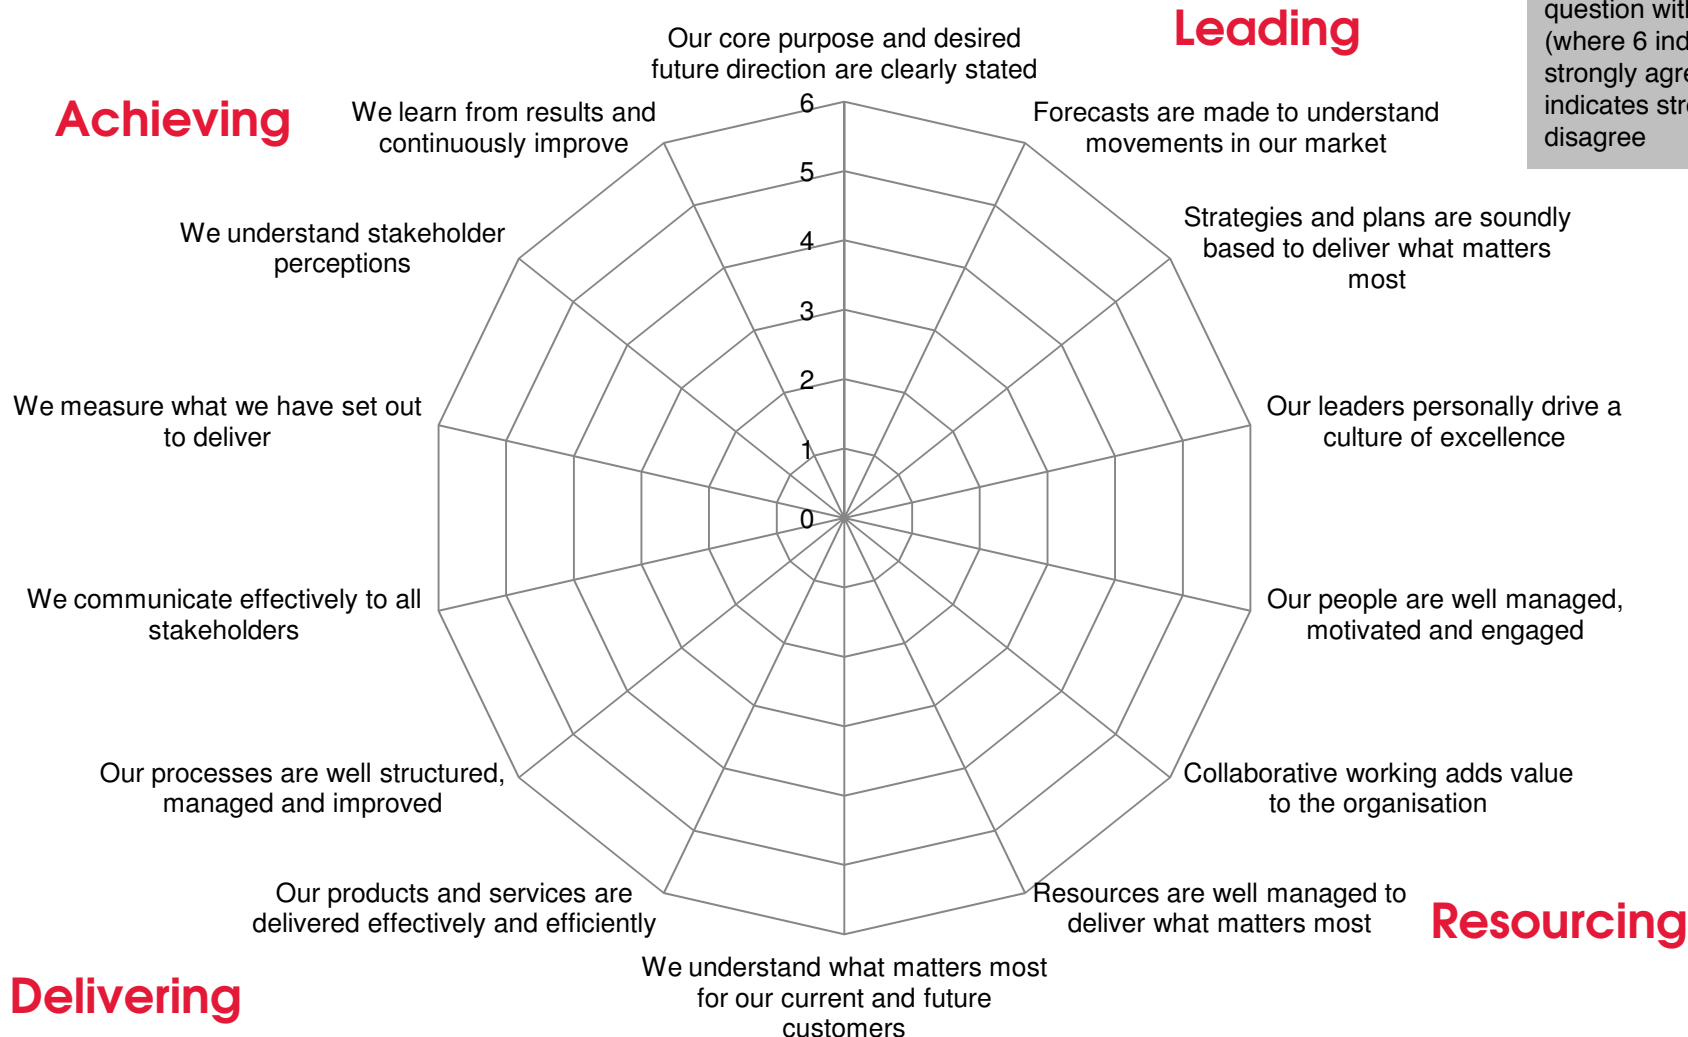 Leading
question with
(where 6 ind
strongly agre
indicates stro
disagree
Our core purpose and desired
future direction are clearly stated
Forecasts are made to understand
movements in our market
Strategies and plans are soundly
based to deliver what matters
most
Our leaders personally drive a
culture of excellence
Our people are well managed,
motivated and engaged
Collaborative working adds value
to the organisation
Resources are well managed to
deliver what matters most
Resourcing
We understand what matters most
for our current and future
customers
Our products and services are
delivered effectively and efficiently
Delivering
Our processes are well structured,
managed and improved
We communicate effectively to all
stakeholders
We measure what we have set out
to deliver
We understand stakeholder
perceptions
We learn from results and
continuously improve
Achieving
6
5
4
3
2
1
0